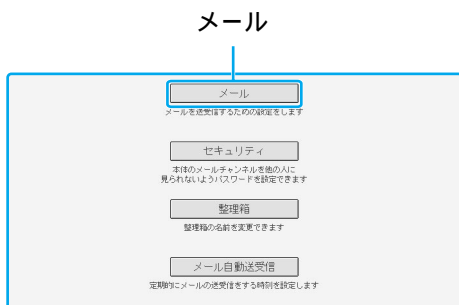 メール
メール
メールを送受信するための設定をします
セキュリティ
本体のメールチャンネルを他の人に
見られないようパスワードを設定できます
整理箱
整理箱の名前を変更できます
メール自動送受信
定期的にメールの送受信をする時刻を設定します